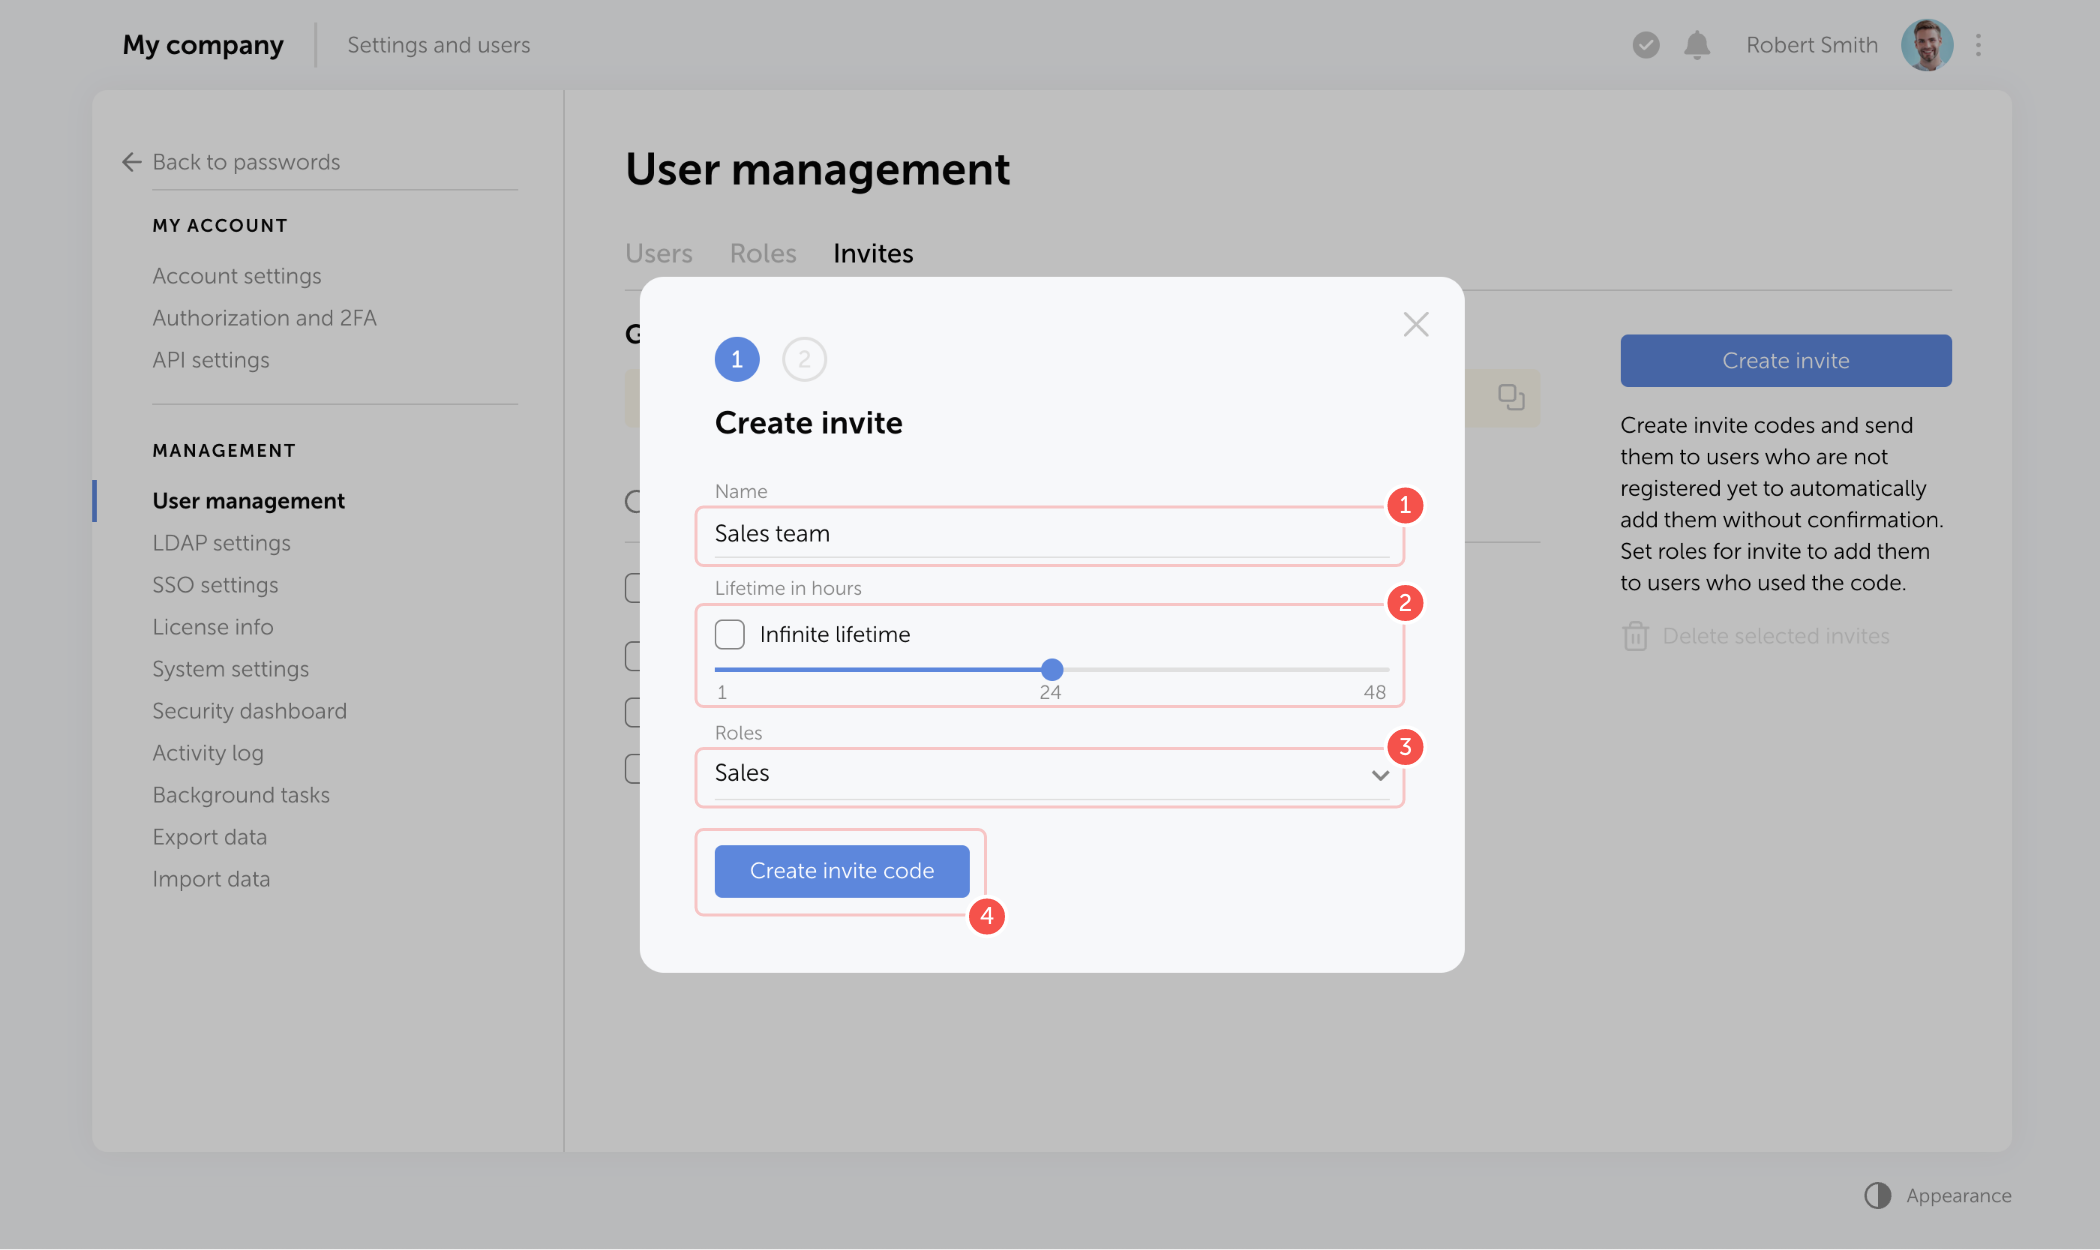 My company
Settings and users
Robert Smith
Back to passwords
MY ACCOUNT
Account settings
Authorization and 2FA
API settings
MANAGEMENT
User management
LDAP settings
SSO settings
License info
System settings
Security dashboard
Activity log
Background tasks
Export data
Import data
User management
Users
Roles
Invites
1
2
Create invite
Name
1
Sales team
Lifetime in hours
2
Infinite lifetime
1
24
48
Roles
3
Sales
Create invite code
4
Create invite
Create invite codes and send
them to users who are not
registered yet to automatically
add them without confirmation.
Set roles for invite to add them
to users who used the code.
Delete selected invites
Appearance